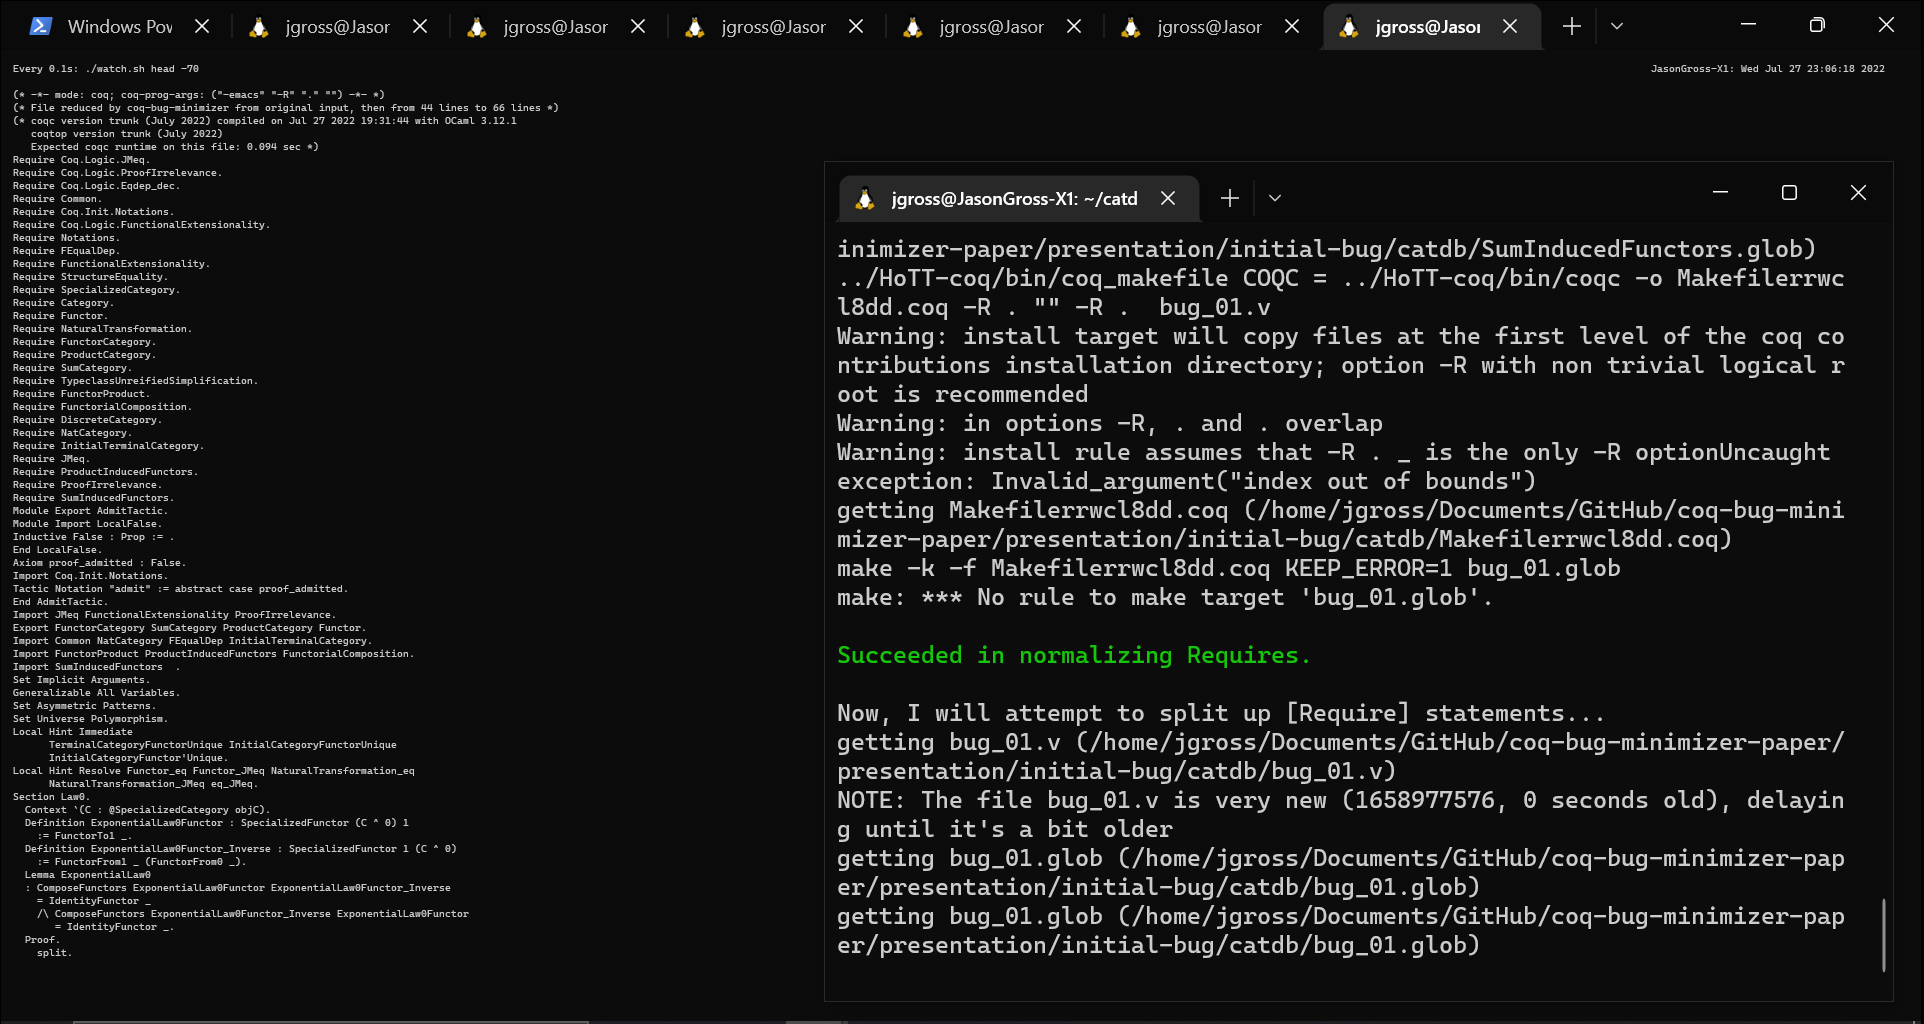 Windows Pow
jgross@Jason
jgross@Jason
jgross@Jason
jgross@Jason
jgross@Jason
jgross@Jason
Every 0.1s: ./watch.sh head -70
JasonGross-X1: Wed Jul 27 23:06:18 2022
(* -*- mode: coq; coq-prog-args: ("-emacs" "-R" "." "") -*- *)
(* File reduced by coq-bug-minimizer from original input, then from 44 lines to 66 lines *)
(* coqc version trunk (July 2022) compiled on Jul 27 2022 19:31:44 with OCaml 3.12.1
   coqtop version trunk (July 2022)
   Expected coqc runtime on this file: 0.094 sec *)
Require Coq.Logic.JMeq.
Require Coq.Logic.ProofIrrelevance.
Require Coq.Logic.Eqdep_dec.
Require Common.
Require Coq.Init.Notations.
Require Coq.Logic.FunctionalExtensionality.
Require Notations.
Require FEqualDep.
Require FunctionalExtensionality.
Require StructureEquality.
Require SpecializedCategory.
Require Category.
Require Functor.
Require NaturalTransformation.
Require FunctorCategory.
Require ProductCategory.
Require SumCategory.
Require TypeclassUnreifiedSimplification.
Require FunctorProduct.
Require FunctorialComposition.
Require DiscreteCategory.
Require NatCategory.
Require InitialTerminalCategory.
Require JMeq.
Require ProductInducedFunctors.
Require ProofIrrelevance.
Require SumInducedFunctors.
Module Export AdmitTactic.
Module Import LocalFalse.
Inductive False : Prop := .
End LocalFalse.
Axiom proof_admitted : False.
Import Coq.Init.Notations.
Tactic Notation "admit" := abstract case proof_admitted.
End AdmitTactic.
Import JMeq FunctionalExtensionality ProofIrrelevance.
Export FunctorCategory SumCategory ProductCategory Functor.
Import Common NatCategory FEqualDep InitialTerminalCategory.
Import FunctorProduct ProductInducedFunctors FunctorialComposition.
Import SumInducedFunctors  .
Set Implicit Arguments.
Generalizable All Variables.
Set Asymmetric Patterns.
Set Universe Polymorphism.
Local Hint Immediate
      TerminalCategoryFunctorUnique InitialCategoryFunctorUnique
      InitialCategoryFunctor'Unique.
Local Hint Resolve Functor_eq Functor_JMeq NaturalTransformation_eq
      NaturalTransformation_JMeq eq_JMeq.
Section Law0.
  Context `(C : @SpecializedCategory objC).
  Definition ExponentialLaw0Functor : SpecializedFunctor (C ^ 0) 1
    := FunctorTo1 _.
  Definition ExponentialLaw0Functor_Inverse : SpecializedFunctor 1 (C ^ 0)
    := FunctorFrom1 _ (FunctorFrom0 _).
  Lemma ExponentialLaw0
  : ComposeFunctors ExponentialLaw0Functor ExponentialLaw0Functor_Inverse
    = IdentityFunctor _
    /\ ComposeFunctors ExponentialLaw0Functor_Inverse ExponentialLaw0Functor
       = IdentityFunctor _.
  Proof.
    split.
jgross@JasonGross-X1: ~/catd
inimizer-paper/presentation/initial-bug/catdb/SumInducedFunctors.glob)
../HoTT-coq/bin/coq_makefile COQC = ../HoTT-coq/bin/coqc -o Makefilerrwc
l8dd.coq -R . "" -R .  bug_01.v
Warning: install target will copy files at the first level of the coq co
ntributions installation directory; option -R with non trivial logical r
oot is recommended
Warning: in options -R, . and . overlap
Warning: install rule assumes that -R . _ is the only -R optionUncaught
exception: Invalid_argument("index out of bounds")
getting Makefilerrwcl8dd.coq (/home/jgross/Documents/GitHub/coq-bug-mini
mizer-paper/presentation/initial-bug/catdb/Makefilerrwcl8dd.coq)
make -k -f Makefilerrwcl8dd.coq KEEP_ERROR=1 bug_01.glob
make: *** No rule to make target 'bug_01.glob'.
Succeeded in normalizing Requires.
Now, I will attempt to split up [Require] statements...
getting bug_01.v (/home/jgross/Documents/GitHub/coq-bug-minimizer-paper/
presentation/initial-bug/catdb/bug_01.v)
NOTE: The file bug_01.v is very new (1658977576, 0 seconds old), delayin
g until it's a bit older
getting bug_01.glob (/home/jgross/Documents/GitHub/coq-bug-minimizer-pap
er/presentation/initial-bug/catdb/bug_01.glob)
getting bug_01.glob (/home/jgross/Documents/GitHub/coq-bug-minimizer-pap
er/presentation/initial-bug/catdb/bug_01.glob)